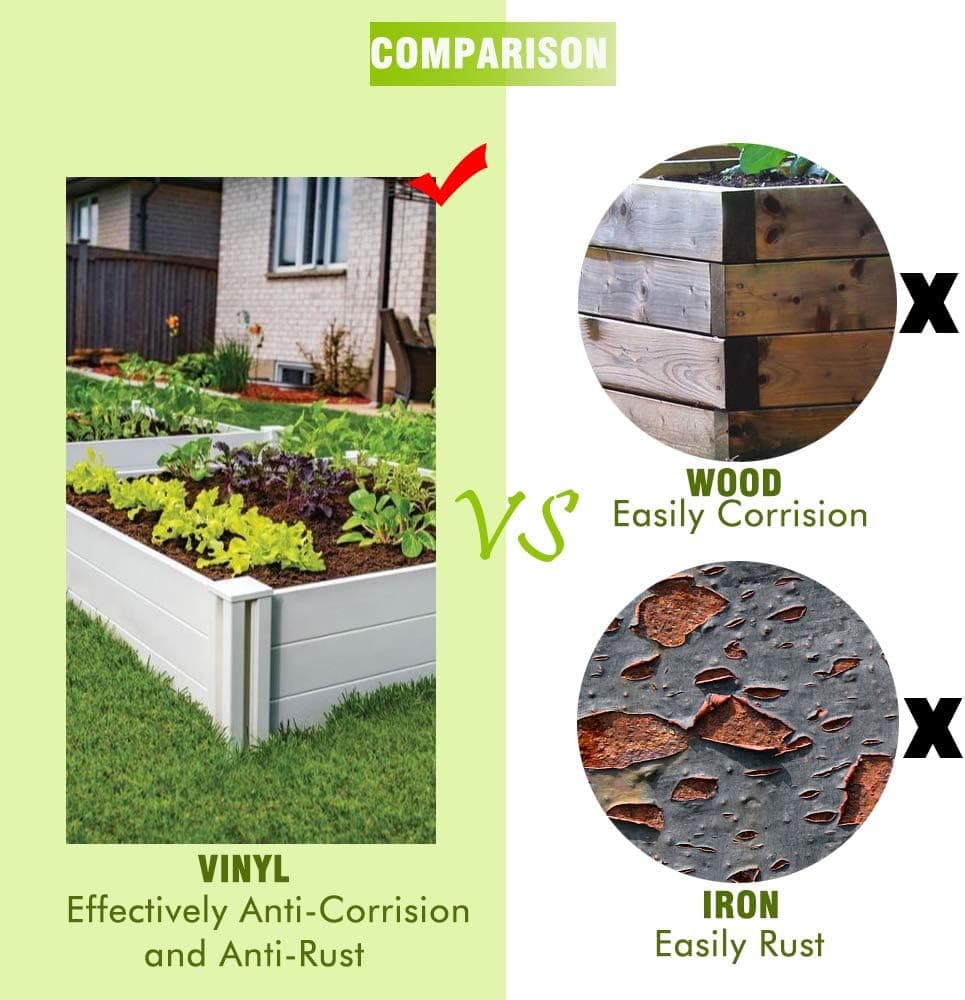 COMPARISON
VINYL
Effectively Anti-Corrision
and Anti-Rust
VS
WOOD
Easily Corrision
X
IRON
Easily Rust
X